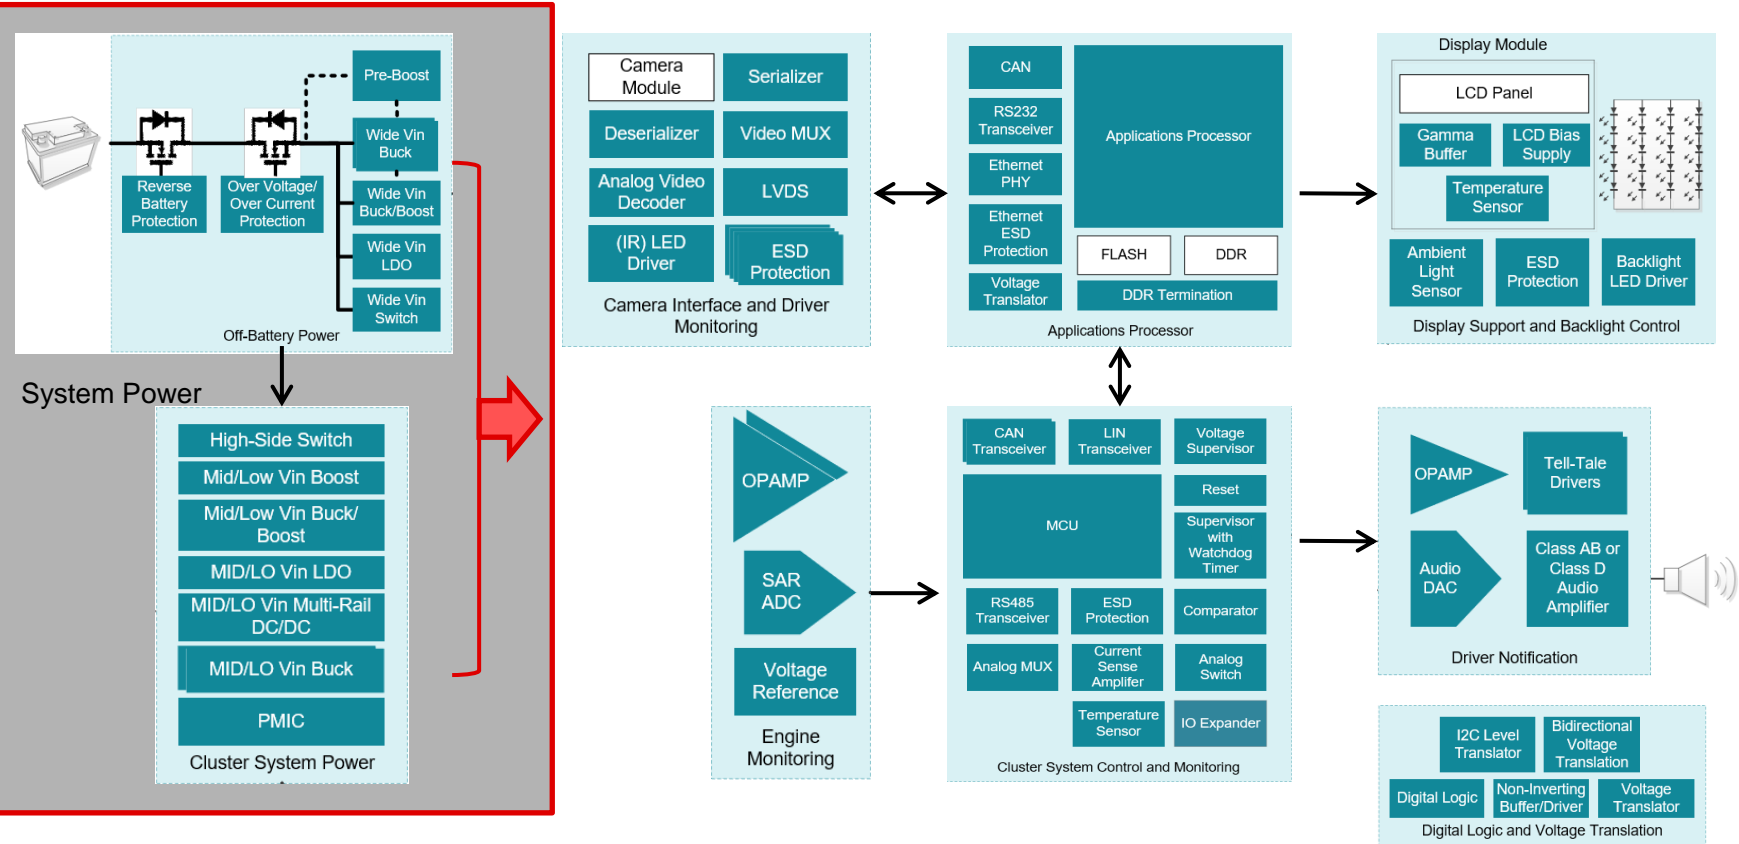 Pre-Boost
Wide Vin
Buck
Reverse
Battery
Protection
Over Voltage/
Over Current
Protection
Wide Vin
Buck/Boost
Wide Vin
LDO
Wide Vin
Switch
Off-Battery Power
System Power
High-Side Switch
Mid/Low Vin Boost
Mid/Low Vin Buck/
Boost
MID/LO Vin LDO
MID/LO Vin Multi-Rail
DC/DC
MID/LO Vin Buck
PMIC
Cluster System Power
Camera
Module
Serializer
Deserializer
Video MUX
Analog Video
Decoder
LVDS
(IR) LED
Driver
ESD
Protection
Camera Interface and Driver
Monitoring
CAN
RS232
Transceiver
Ethernet
PHY
Ethernet
ESD
Protection
Voltage
Translator
Applications Processor
FLASH
DDR
DDR Termination
Applications Processor
Display Module
LCD Panel
Gamma
Buffer
LCD Bias
Supply
Temperature
Sensor
Ambient
Light
Sensor
ESD
Protection
Backlight
LED Driver
Display Support and Backlight Control
OPAMP
SAR
ADC
Voltage
Reference
Engine
Monitoring
CAN
Transceiver
LIN
Transceiver
Voltage
Supervisor
MCU
Reset
Supervisor
with
Watchdog
Timer
RS485
Transceiver
ESD
Protection
Comparator
Analog MUX
Current
Sense
Amplifer
Analog
Switch
Temperature
Sensor
IO Expander
Cluster System Control and Monitoring
OPAMP
Tell-Tale
Drivers
Audio
DAC
Class AB or
Class D
Audio
Amplifier
Driver Notification
I2C Level
Translator
Bidirectional
Voltage
Translation
Digital Logic
Non-Inverting
Buffer/Driver
Voltage
Translator
Digital Logic and Voltage Translation